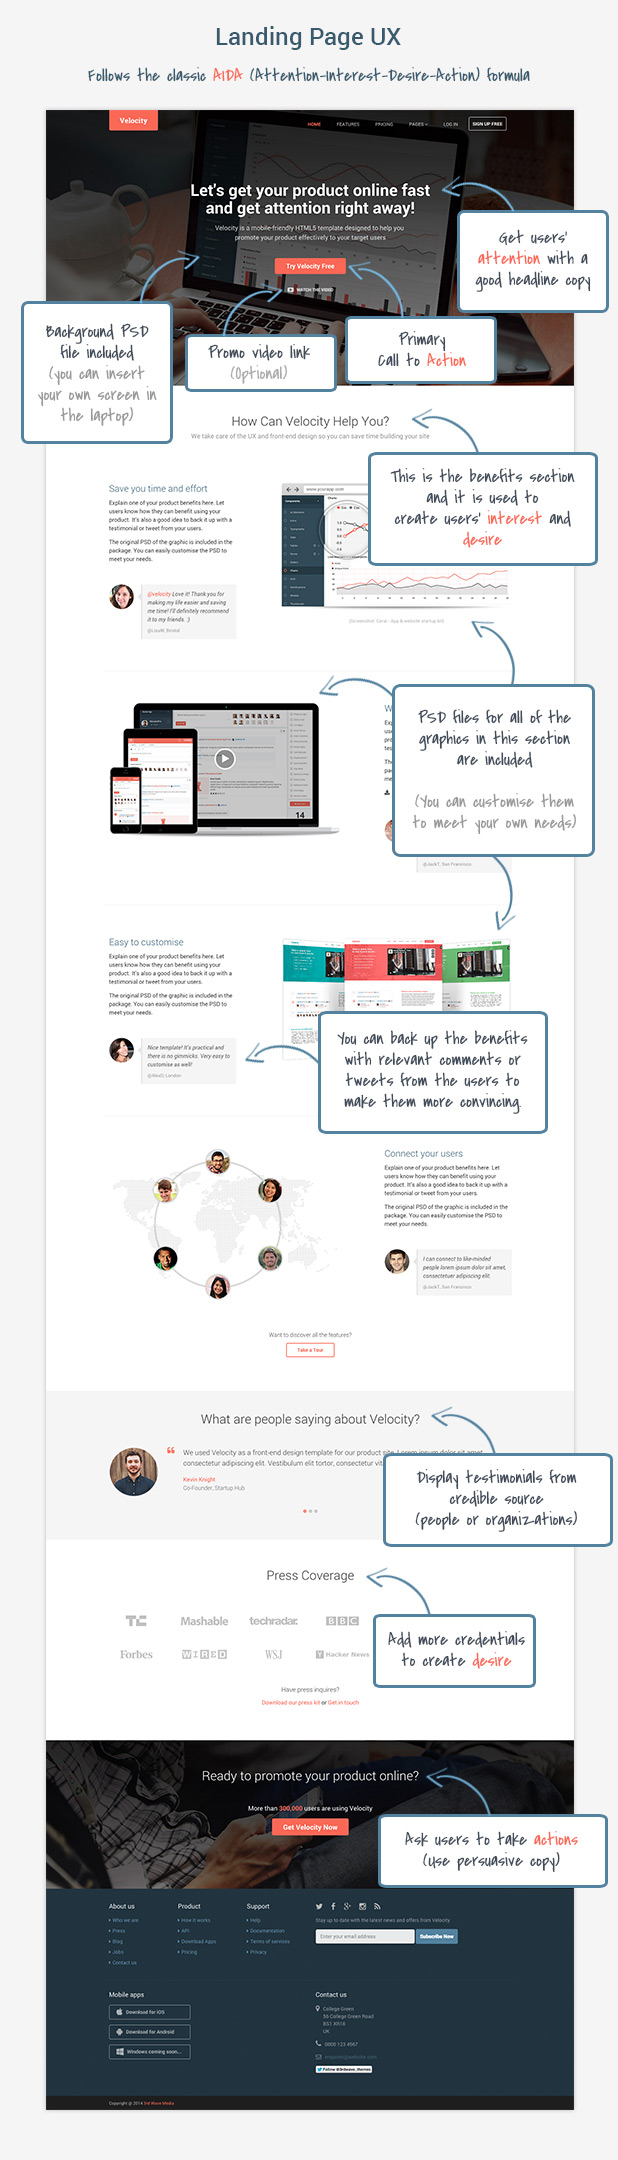 Landing Page UX
Follows the classic AIDA (Attention-Interest-Desire-Action) formula
Velocity
HOME FEATURES PRICING PAGES LOG IN SIGN UP FREE
Let's get your product online fast
and get attention right away!
Velocity is a mobile-friendly HTML5 template designed to help you
promote your product effectively to your target users
Try Velocity Free
WATCH THE VIDEO
Get users'
attention with a
good headline copy
Background PSD
file included
(you can insert
your own screen in
the laptop)
Promo video link
(Optional)
Primary
Call to Action
How Can Velocity Help You?
We take care of the UX and front-end design so you can save time building your site
This is the benefits section
and it is used to
create users' interest and
desire
Save you time and effort
Explain one of your product benefits here. Let
users know how they can benefit using your
product. It's also a good idea to back it up with a
testimonial or tweet from your users.
The original PSD of the graphic is included in the
package. You can easily customise the PSD to
meet your needs.
@velocity Love it! Thank you for
making my life easier and saving
me time! I'll definitely recommend
it to my friends. :)
@LisaW, Bristol
www.yourapp.com
Charts
PSD files for all of the
graphics in this section
are included
(You can customise them
to meet your own needs)
14
@JackT, San Francisco
Easy to customise
Explain one of your product benefits here. Let
users know how they can benefit using your
product. It's also a good idea to back it up with a
testimonial or tweet from your users.
The original PSD of the graphic is included in the
package. You can easily customise the PSD to
meet your needs.
Nice template! It's practical and
there is no gimmicks. Very easy to
customise as well!
@AlexD, London
You can back up the benefits
with relevant comments or
tweets from the users to
make them more convincing.
Connect your users
Explain one of your product benefits here. Let
users know how they can benefit using your
product. It's also a good idea to back it up with a
testimonial or tweet from your users.
The original PSD of the graphic is included in the
package. You can easily customise the PSD to
meet your needs.
I can connect to like-minded
people lorem ipsum dolor sit amet,
consectetuer adipiscing elit.
@JackT, San Francisco
Want to discover all the features?
Take a Tour
What are people saying about Velocity?
We used Velocity as a front-end design template for our product site. Lorem ipsum dolor sit amet,
consectetur adipiscing elit. Vestibulum elit tortor, consectetur
Kevin Knight
Co-Founder, Startup Hub
Display testimonials from
credible source
(people or organizations)
Press Coverage
TC Mashable techradar. BBC
Forbes WIRED WSJ Y Hacker News
Add more credentials
to create desire
Have press inquires?
Download our press kit or Get in touch
Ready to promote your product online?
More than 300,000 users are using Velocity
Get Velocity Now
Ask users to take actions
(Use persuasive copy)
About us Product Support
Who we are
Press
Blog
Jobs
Contact us
How it works
API
Download Apps
Pricing
Help
Documentation
Terms of services
Privacy
Stay up to date with the latest news and offers from Velocity
Enter your email address
Subscribe Now
Mobile apps
Download for iOS
Download for Android
Windows coming soon...
Contact us
College Green
56 College Green Road
BS1 XR18
UK
0800 123 4567
Follow @3rdwave_themes
Copyright @ 2014 3rd Wave Media